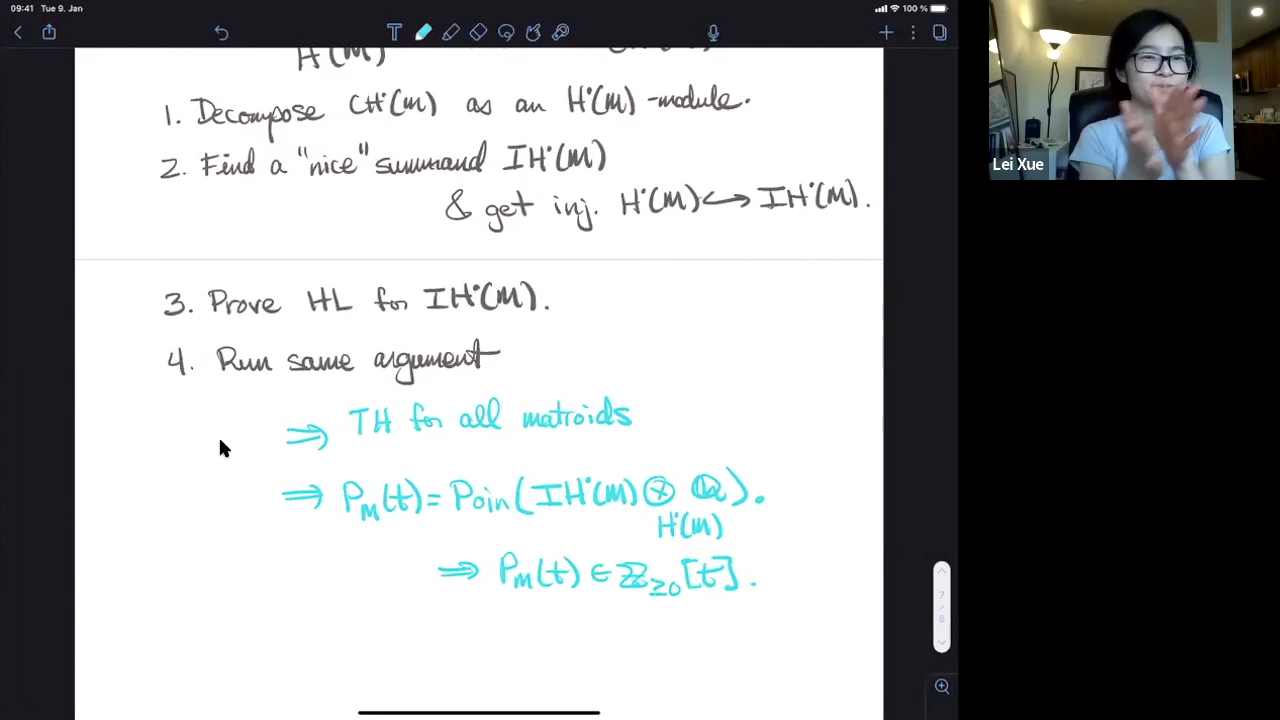 09:41 Tue 9. Jan
100 %
H(M)
1. Decompose CH•(M) as an H•(M)-module.
2. Find a "nice" summand IH•(M)
& get inj. H•(M) ↪ IH•(M).
3. Prove HL for IH•(M).
4. Run same argument
⇒ TH for all matroids
⇒ P_M(t) = Poin(IH•(M) ⊗ Q).
H•(M)
⇒ P_M(t) ∈ ℤ≥0[t].
Lei Xue
7
/
8